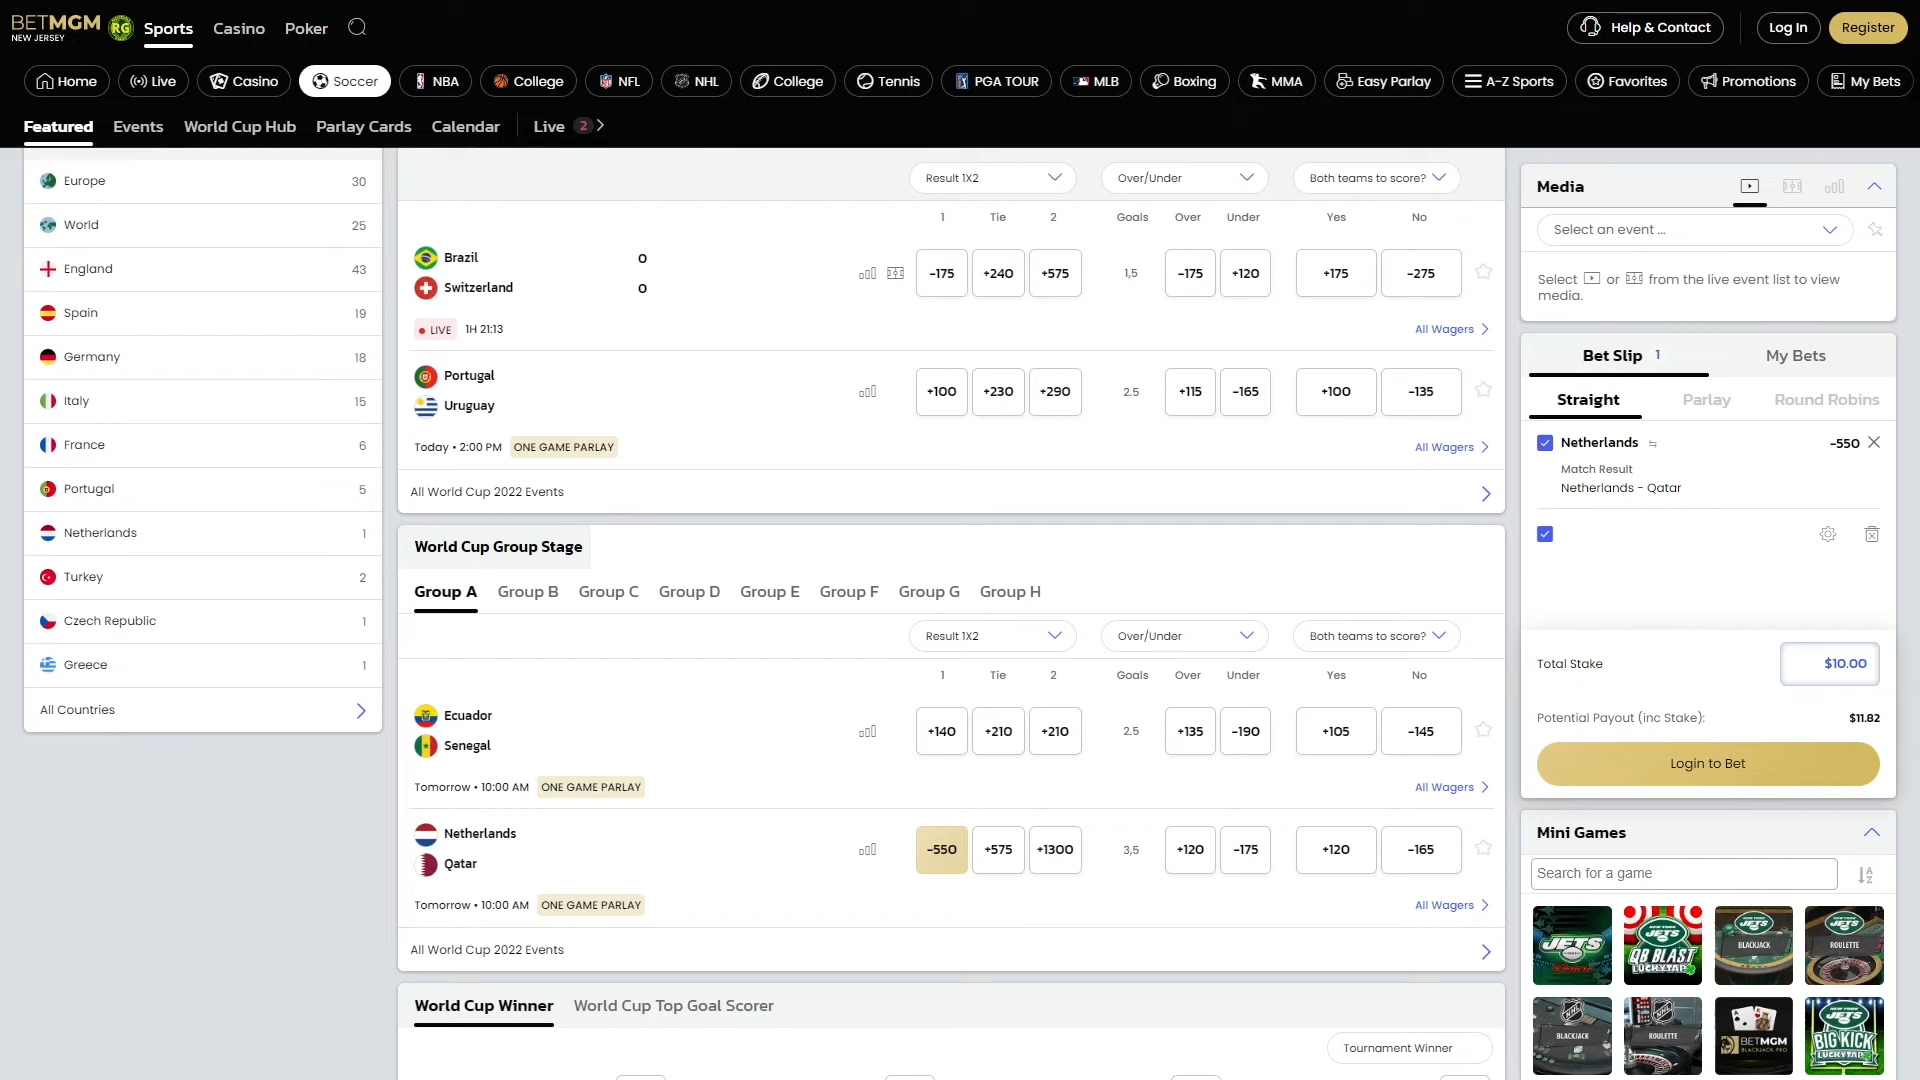 BETMGM
NEW JERSEY
RG
Sports
Casino
Poker
Help & Contact
Log In
Register
Home
Live
Casino
Soccer
NBA
College
NFL
NHL
College
Tennis
PGA TOUR
MLB
Boxing
MMA
Easy Parlay
A-Z Sports
Favorites
Promotions
My Bets
Featured
Events
World Cup Hub
Parlay Cards
Calendar
Live 2
Europe 30
World 25
England 43
Spain 19
Germany 18
Italy 15
France 6
Portugal 5
Netherlands 1
Turkey 2
Czech Republic 1
Greece 1
All Countries
Result 1X2
Over/Under
Both teams to score?
1 Tie 2 Goals Over Under Yes No
Brazil 0
Switzerland 0
-175 +240 +575 1,5 -175 +120 +175 -275
LIVE 1H 21:13
All Wagers
Portugal
Uruguay
+100 +230 +290 2.5 +115 -165 +100 -135
Today • 2:00 PM ONE GAME PARLAY
All Wagers
All World Cup 2022 Events
World Cup Group Stage
Group A Group B Group C Group D Group E Group F Group G Group H
Result 1X2
Over/Under
Both teams to score?
1 Tie 2 Goals Over Under Yes No
Ecuador
Senegal
+140 +210 +210 2.5 +135 -190 +105 -145
Tomorrow • 10:00 AM ONE GAME PARLAY
All Wagers
Netherlands
Qatar
-550 +575 +1300 3,5 +120 -175 +120 -165
Tomorrow • 10:00 AM ONE GAME PARLAY
All Wagers
All World Cup 2022 Events
World Cup Winner
World Cup Top Goal Scorer
Tournament Winner
Media
Select an event ...
Select or from the live event list to view
media.
Bet Slip 1
My Bets
Straight
Parlay
Round Robins
Netherlands -550
Match Result
Netherlands - Qatar
Total Stake $10.00
Potential Payout (inc Stake): $11.82
Login to Bet
Mini Games
Search for a game
JETS
JETS
QB BLAST
LUCKYTAP
JETS
BLACKJACK
JETS
ROULETTE
NHL
BLACKJACK
NHL
ROULETTE
BETMGM
BLACKJACK PRO
JETS
BIG KICK
LUCKYTAP